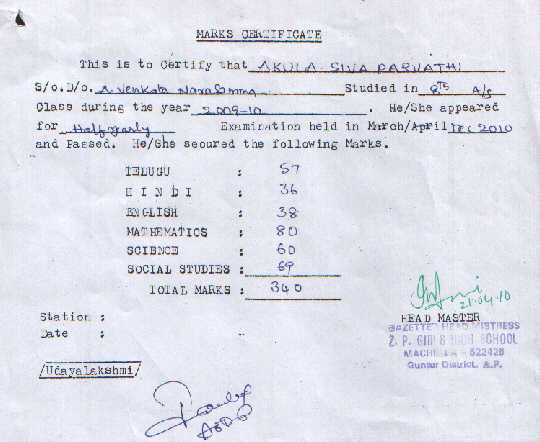 MARKS CERTIFICATE
This is to Certify that AKULA SIVA PARVATHI
S/o.D/o. A. Venkata Narasimma Studied in 8th A/s
Class during the year 2009-10. He/She appeared
for Half yearly Examination held in March/April Dec 2010
and Passed. He/She secured the following Marks.
TELUGU : 57
HINDI : 36
ENGLISH : 38
MATHEMATICS : 80
SCIENCE : 60
SOCIAL STUDIES : 69
TOTAL MARKS : 340
21.04.10
Station :
HEAD MASTER
Date :
GAZETTED HEAD MISTRESS
Z. P. GIRLS HIGH SCHOOL
MACHERLA - 522426
Guntur District, A.P.
/Udayalakshmi/